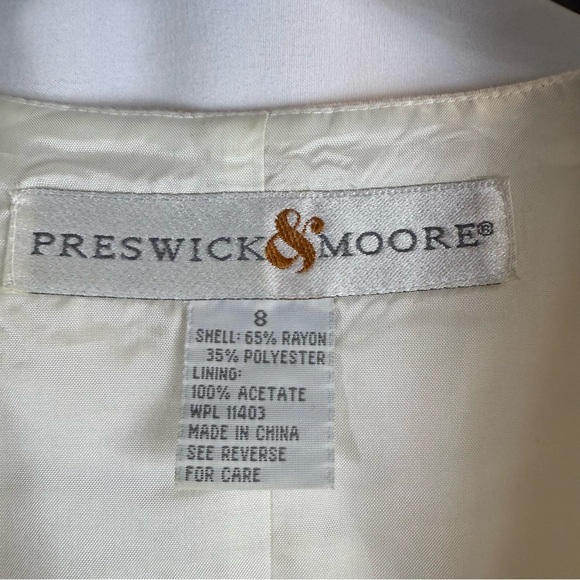 PRESWICK & MOORE®
8
SHELL: 65% RAYON
35% POLYESTER
LINING:
100% ACETATE
WPL 11403
MADE IN CHINA
SEE REVERSE
FOR CARE